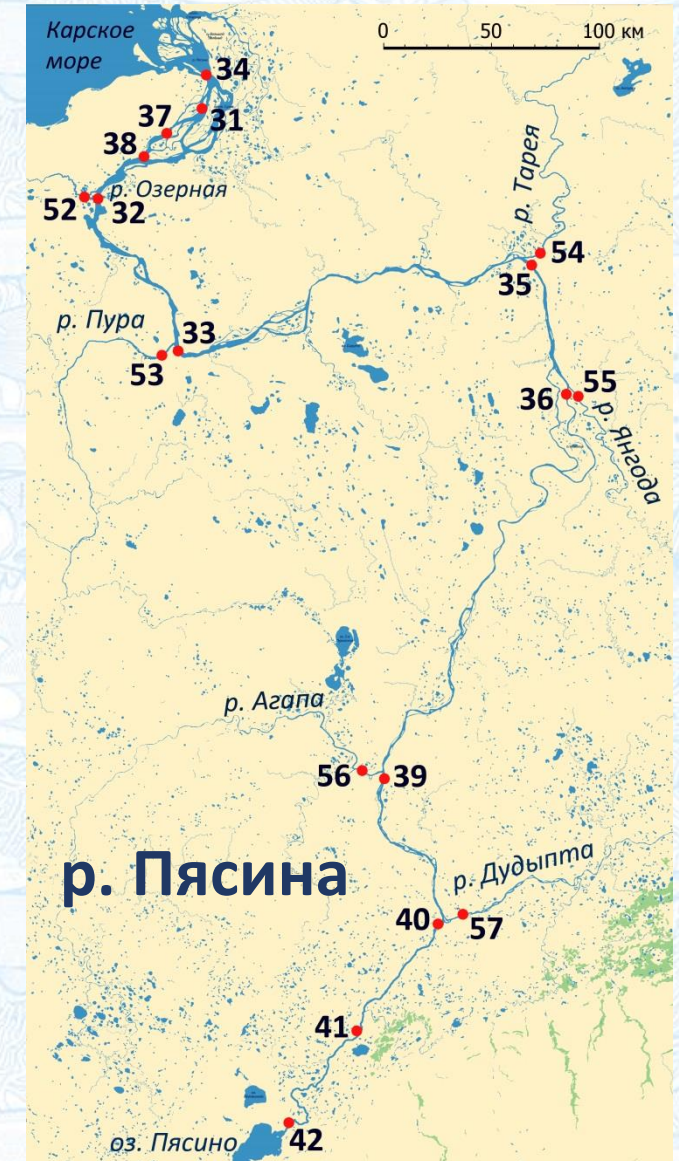 Карское
море
0 50 100 км
34
31
37
38
р. Озерная
52
32
р. Тарея
54
35
р. Пура
33
53
36
55
р. Янгода
р. Агапа
56
39
р. Пясина
р. Дудыпта
40
57
41
оз. Пясино
42